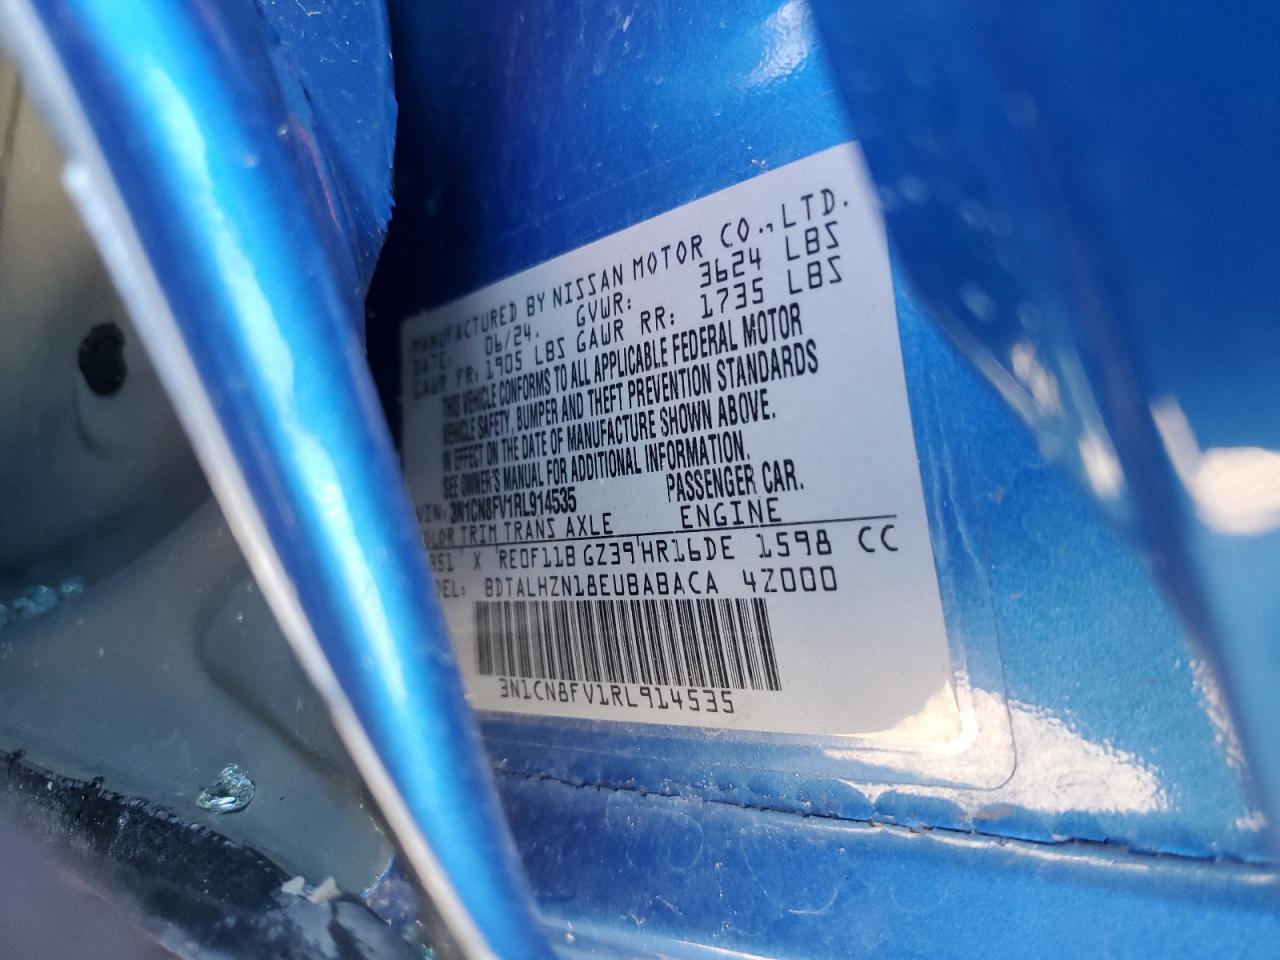 MANUFACTURED BY NISSAN MOTOR CO.,LTD.
DATE: 06/24. GVWR: 3624 LBS
GAWR FR: 1905 LBS GAWR RR: 1735 LBS
THIS VEHICLE CONFORMS TO ALL APPLICABLE FEDERAL MOTOR
VEHICLE SAFETY, BUMPER AND THEFT PREVENTION STANDARDS
IN EFFECT ON THE DATE OF MANUFACTURE SHOWN ABOVE.
SEE OWNER'S MANUAL FOR ADDITIONAL INFORMATION.
VIN: 3N1CN8FV1RL914535 PASSENGER CAR.
OLOR TRIM TRANS AXLE ENGINE
X RE0F11B GZ39 HR16DE 1598 CC
DEL: BDTALHZN18EUBABACA 4Z000
3N1CN8FV1RL914535